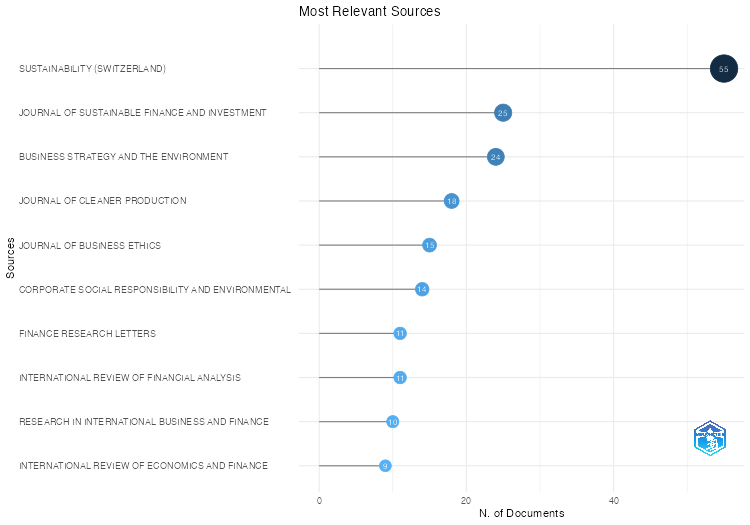 Most Relevant Sources
SUSTAINABILITY (SWITZERLAND)
55
JOURNAL OF SUSTAINABLE FINANCE AND INVESTMENT
25
BUSINESS STRATEGY AND THE ENVIRONMENT
24
JOURNAL OF CLEANER PRODUCTION
18
JOURNAL OF BUSINESS ETHICS
15
CORPORATE SOCIAL RESPONSIBILITY AND ENVIRONMENTAL
14
FINANCE RESEARCH LETTERS
11
INTERNATIONAL REVIEW OF FINANCIAL ANALYSIS
11
RESEARCH IN INTERNATIONAL BUSINESS AND FINANCE
10
INTERNATIONAL REVIEW OF ECONOMICS AND FINANCE
9
Sources
0
20
40
N. of Documents